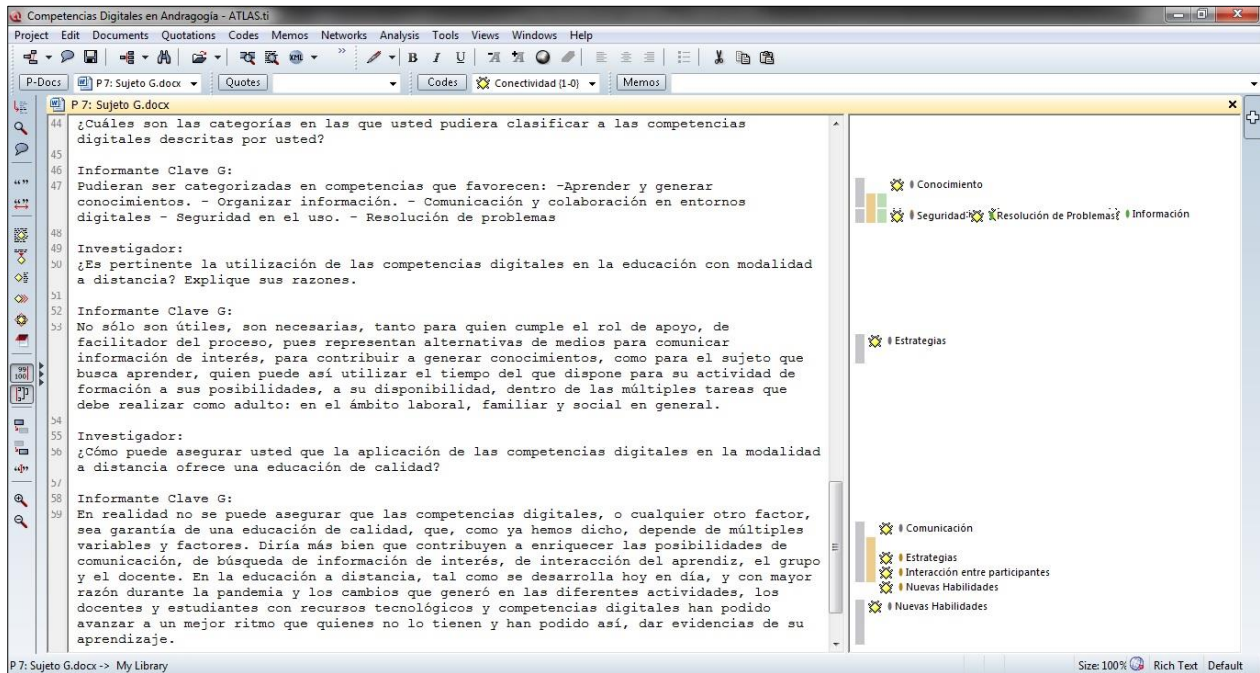 Competencias Digitales en Andragogía - ATLAS.ti
Project Edit Documents Quotations Codes Memos Networks Analysis Tools Views Windows Help
P-Docs P 7: Sujeto G.docx Quotes Codes Conectividad {1-0} Memos
P 7: Sujeto G.docx
44 ¿Cuáles son las categorías en las que usted pudiera clasificar a las competencias
digitales descritas por usted?
45
46 Informante Clave G:
47 Pudieran ser categorizadas en competencias que favorecen: -Aprender y generar
conocimientos. - Organizar información. - Comunicación y colaboración en entornos
digitales - Seguridad en el uso. - Resolución de problemas
48
49 Investigador:
50 ¿Es pertinente la utilización de las competencias digitales en la educación con modalidad
a distancia? Explique sus razones.
51
52 Informante Clave G:
53 No sólo son útiles, son necesarias, tanto para quien cumple el rol de apoyo, de
facilitador del proceso, pues representan alternativas de medios para comunicar
información de interés, para contribuir a generar conocimientos, como para el sujeto que
busca aprender, quien puede así utilizar el tiempo del que dispone para su actividad de
formación a sus posibilidades, a su disponibilidad, dentro de las múltiples tareas que
debe realizar como adulto: en el ámbito laboral, familiar y social en general.
54
55 Investigador:
56 ¿Cómo puede asegurar usted que la aplicación de las competencias digitales en la modalidad
a distancia ofrece una educación de calidad?
57
58 Informante Clave G:
59 En realidad no se puede asegurar que las competencias digitales, o cualquier otro factor,
sea garantía de una educación de calidad, que, como ya hemos dicho, depende de múltiples
variables y factores. Diría más bien que contribuyen a enriquecer las posibilidades de
comunicación, de búsqueda de información de interés, de interacción del aprendiz, el grupo
y el docente. En la educación a distancia, tal como se desarrolla hoy en día, y con mayor
razón durante la pandemia y los cambios que generó en las diferentes actividades, los
docentes y estudiantes con recursos tecnológicos y competencias digitales han podido
avanzar a un mejor ritmo que quienes no lo tienen y han podido así, dar evidencias de su
aprendizaje.
Conocimiento
Seguridad Resolución de Problemas Información
Estrategias
Comunicación
Estrategias
Interacción entre participantes
Nuevas Habilidades
Nuevas Habilidades
P 7: Sujeto G.docx -> My Library Size: 100% Rich Text Default